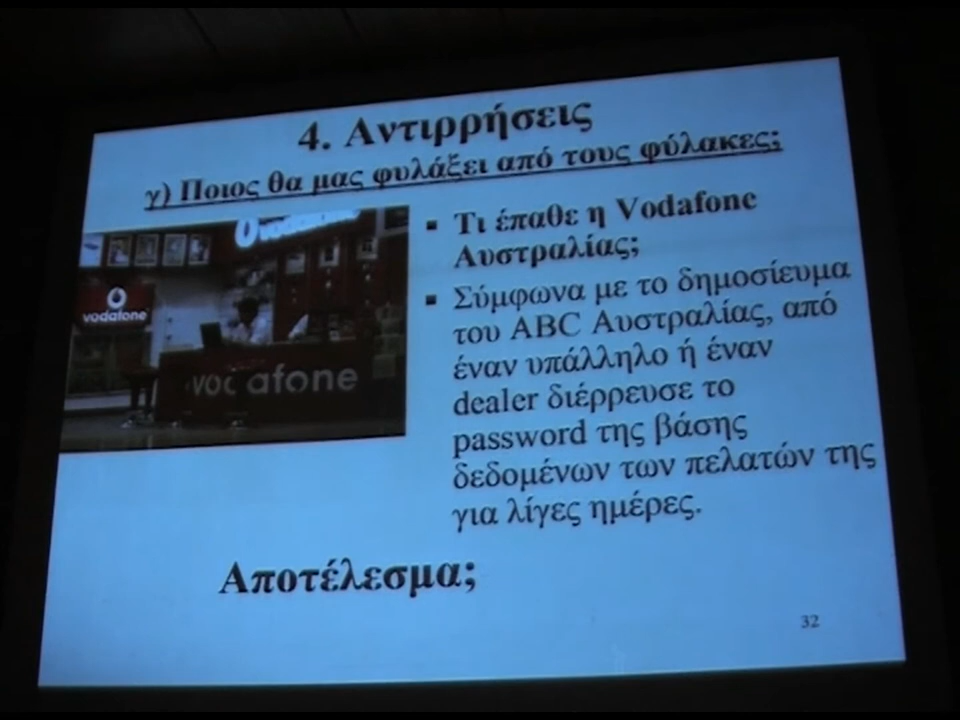 4. Αντιρρήσεις
γ) Ποιος θα μας φυλάξει από τους φύλακες;
▪ Τι έπαθε η Vodafone
Αυστραλίας;
▪ Σύμφωνα με το δημοσίευμα
του ABC Αυστραλίας, από
έναν υπάλληλο ή έναν
dealer διέρρευσε το
password της βάσης
δεδομένων των πελατών της
για λίγες ημέρες.
vodafone
vodafone
vodafone
Αποτέλεσμα;
32